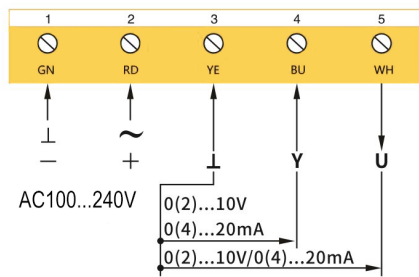 1 2 3 4 5
GN RD YE BU WH
⊥ ~ ⊥ Y U
− +
AC100...240V
0(2)...10V
0(4)...20mA
0(2)...10V/0(4)...20mA